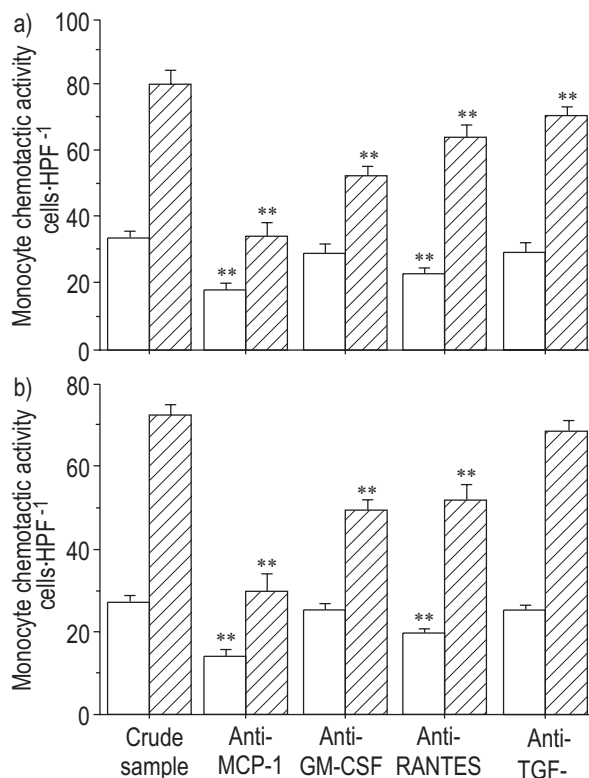 a)
Monocyte chemotactic activity
cells·HPF⁻¹
100
80
60
40
20
0
**
**
**
**
**
**
b)
Monocyte chemotactic activity
cells·HPF⁻¹
80
60
40
20
0
**
**
**
**
**
Crude
sample
Anti-
MCP-1
Anti-
GM-CSF
Anti-
RANTES
Anti-
TGF-